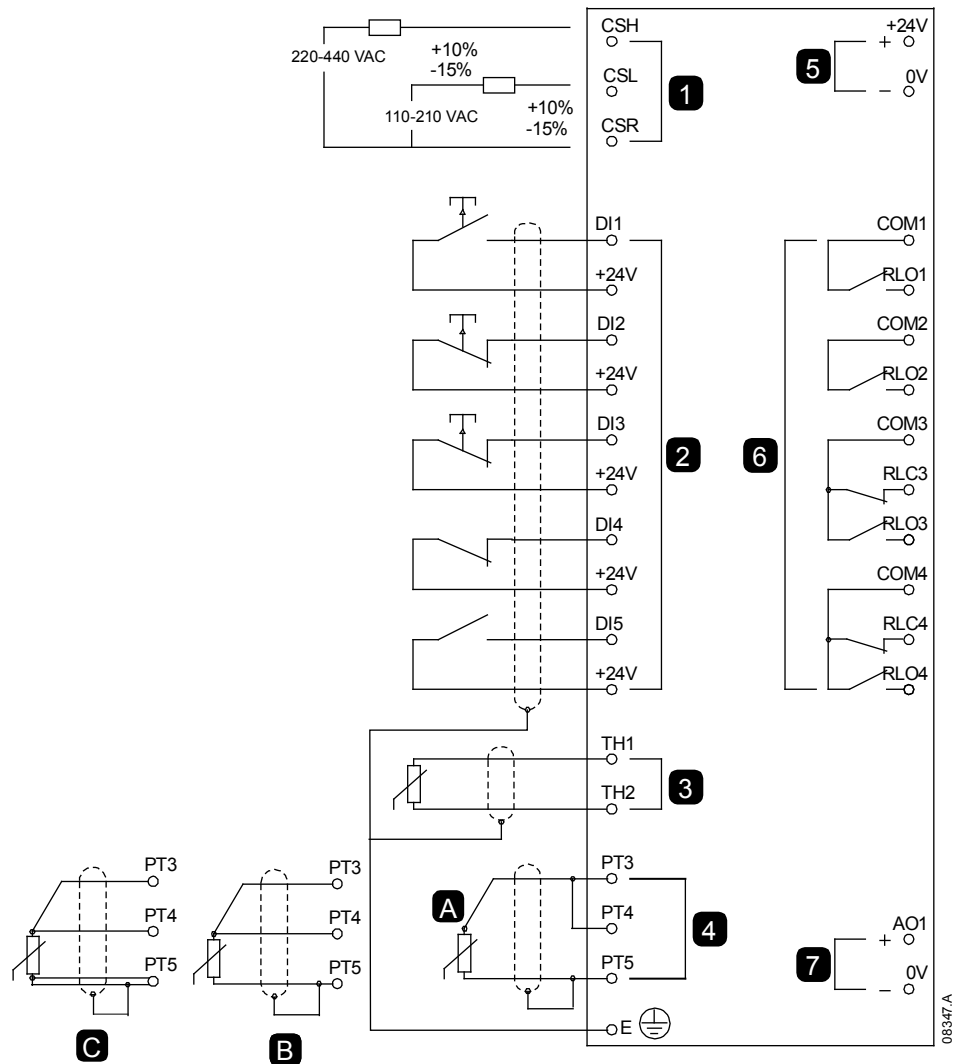 CSH
+24V
+
220-440 VAC
+10%
-15%
5
CSL
0V
−
1
110-210 VAC
+10%
-15%
CSR
DI1
COM1
+24V
RLO1
DI2
COM2
+24V
RLO2
DI3
COM3
2
6
+24V
RLC3
DI4
RLO3
+24V
COM4
DI5
RLC4
+24V
RLO4
TH1
3
TH2
PT3
PT3
PT3
A
PT4
PT4
PT4
4
AO1
+
PT5
PT5
PT5
7
0V
−
E
C
B
08347.A